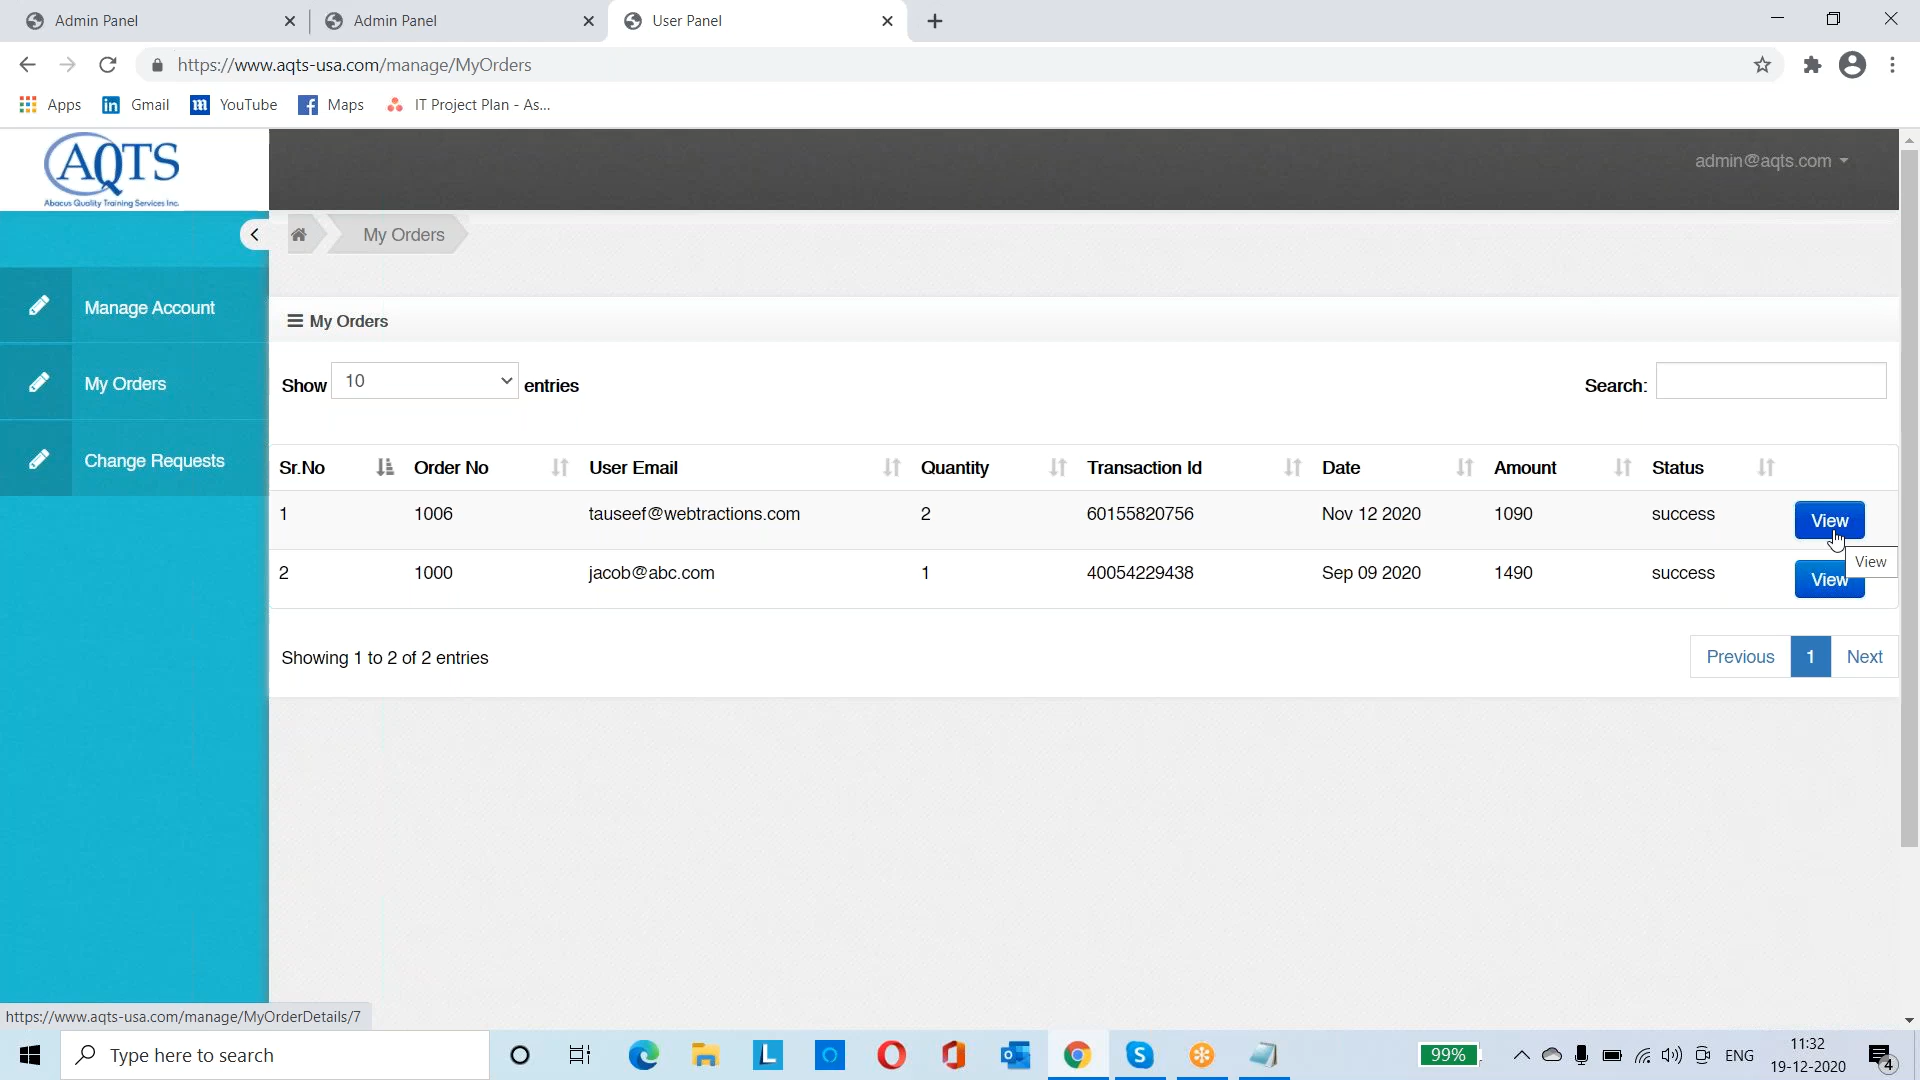 Admin Panel
Admin Panel
User Panel
https://www.aqts-usa.com/manage/MyOrders
Apps
Gmail
YouTube
Maps
IT Project Plan - As...
AQTS
Abacus Quality Training Services Inc.
admin@aqts.com
My Orders
Manage Account
My Orders
Change Requests
My Orders
Show 10 entries
Search:
Sr.No Order No User Email Quantity Transaction Id Date Amount Status
1 1006 tauseef@webtractions.com 2 60155820756 Nov 12 2020 1090 success View
View
2 1000 jacob@abc.com 1 40054229438 Sep 09 2020 1490 success View
Showing 1 to 2 of 2 entries
Previous 1 Next
https://www.aqts-usa.com/manage/MyOrderDetails/7
Type here to search
99%
ENG
11:32
19-12-2020
4